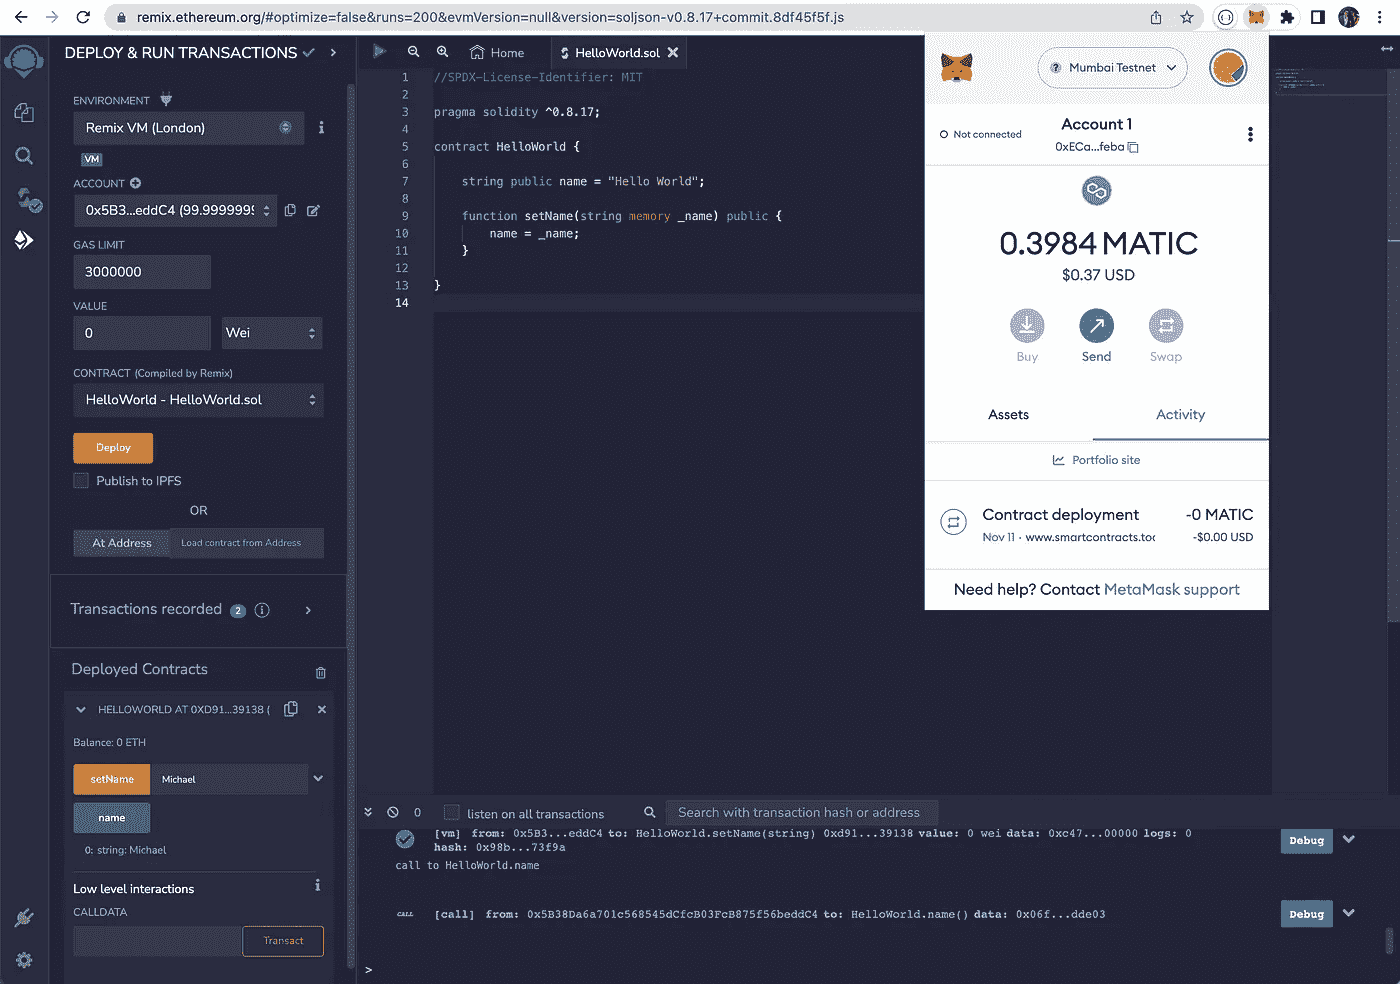 remix.ethereum.org/#optimize=false&runs=200&evmVersion=null&version=soljson-v0.8.17+commit.8df45f5f.js
DEPLOY & RUN TRANSACTIONS
ENVIRONMENT
Remix VM (London)
VM
ACCOUNT
0x5B3...eddC4 (99.9999999
GAS LIMIT
3000000
VALUE
0
Wei
CONTRACT (Compiled by Remix)
HelloWorld - HelloWorld.sol
Deploy
Publish to IPFS
OR
At Address
Load contract from Address
Transactions recorded 2
Deployed Contracts
HELLOWORLD AT 0XD91...39138 (
Balance: 0 ETH
setName
Michael
name
0: string: Michael
Low level interactions
CALLDATA
Transact
Home
HelloWorld.sol
1 //SPDX-License-Identifier: MIT
2
3 pragma solidity ^0.8.17;
4
5 contract HelloWorld {
6
7 string public name = "Hello World";
8
9 function setName(string memory _name) public {
10 name = _name;
11 }
12
13 }
14
Mumbai Testnet
Not connected
Account 1
0xECa...feba
0.3984 MATIC
$0.37 USD
Buy
Send
Swap
Assets
Activity
Portfolio site
Contract deployment
-0 MATIC
Nov 11 · www.smartcontracts.toc
-$0.00 USD
Need help? Contact MetaMask support
0
listen on all transactions
Search with transaction hash or address
[vm] from: 0x5B3...eddC4 to: HelloWorld.setName(string) 0xd91...39138 value: 0 wei data: 0xc47...00000 logs: 0
hash: 0x98b...73f9a
Debug
call to HelloWorld.name
CALL [call] from: 0x5B38Da6a701c568545dCfcB03FcB875f56beddC4 to: HelloWorld.name() data: 0x06f...dde03
Debug
>